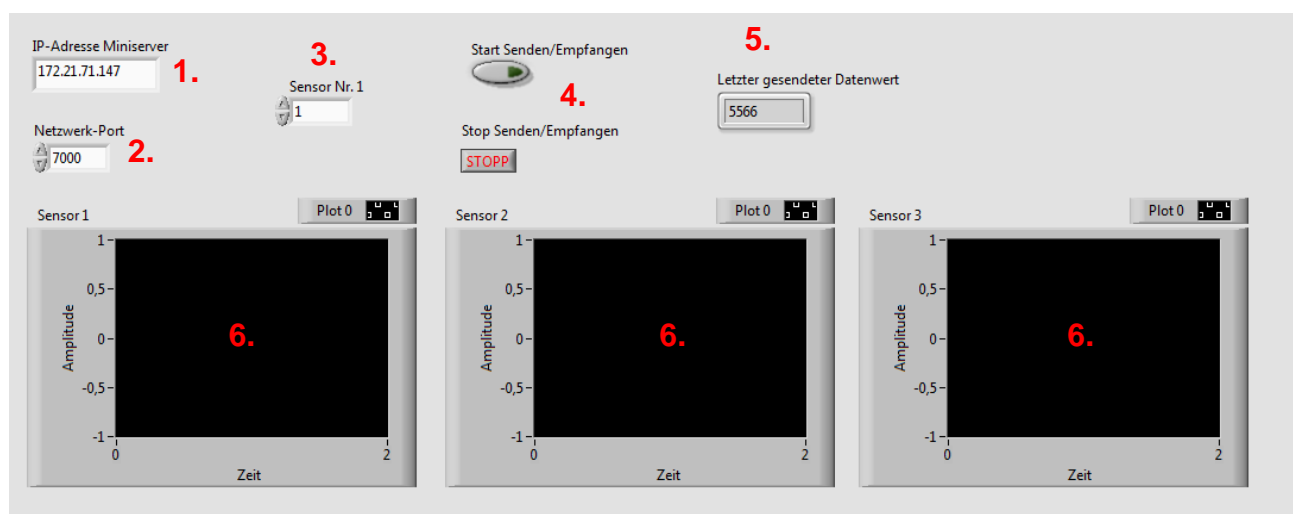 IP-Adresse Miniserver
172.21.71.147
1.
Netzwerk-Port
7000
2.
3.
Sensor Nr. 1
1
Start Senden/Empfangen
4.
Stop Senden/Empfangen
STOPP
5.
Letzter gesendeter Datenwert
5566
Sensor 1
Plot 0
1
0,5
0
-0,5
-1
Amplitude
6.
0
2
Zeit
Sensor 2
Plot 0
1
0,5
0
-0,5
-1
Amplitude
6.
0
2
Zeit
Sensor 3
Plot 0
1
0,5
0
-0,5
-1
Amplitude
6.
0
2
Zeit